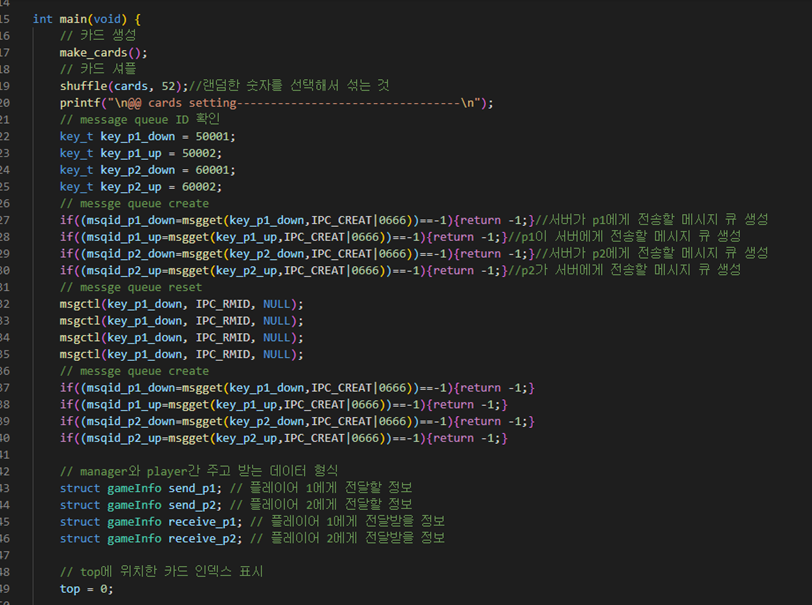 14
15 int main(void) {
16 // 카드 생성
17 make_cards();
18 // 카드 셔플
19 shuffle(cards, 52);//랜덤한 숫자를 선택해서 섞는 것
20 printf("\n@@ cards setting---------------------------------\n");
21 // message queue ID 확인
22 key_t key_p1_down = 50001;
23 key_t key_p1_up = 50002;
24 key_t key_p2_down = 60001;
25 key_t key_p2_up = 60002;
26 // messge queue create
27 if((msqid_p1_down=msgget(key_p1_down,IPC_CREAT|0666))==-1){return -1;}//서버가 p1에게 전송할 메시지 큐 생성
28 if((msqid_p1_up=msgget(key_p1_up,IPC_CREAT|0666))==-1){return -1;}//p1이 서버에게 전송할 메시지 큐 생성
29 if((msqid_p2_down=msgget(key_p2_down,IPC_CREAT|0666))==-1){return -1;}//서버가 p2에게 전송할 메시지 큐 생성
30 if((msqid_p2_up=msgget(key_p2_up,IPC_CREAT|0666))==-1){return -1;}//p2가 서버에게 전송할 메시지 큐 생성
31 // messge queue reset
32 msgctl(key_p1_down, IPC_RMID, NULL);
33 msgctl(key_p1_down, IPC_RMID, NULL);
34 msgctl(key_p1_down, IPC_RMID, NULL);
35 msgctl(key_p1_down, IPC_RMID, NULL);
36 // messge queue create
37 if((msqid_p1_down=msgget(key_p1_down,IPC_CREAT|0666))==-1){return -1;}
38 if((msqid_p1_up=msgget(key_p1_up,IPC_CREAT|0666))==-1){return -1;}
39 if((msqid_p2_down=msgget(key_p2_down,IPC_CREAT|0666))==-1){return -1;}
40 if((msqid_p2_up=msgget(key_p2_up,IPC_CREAT|0666))==-1){return -1;}
41
42 // manager와 player간 주고 받는 데이터 형식
43 struct gameInfo send_p1; // 플레이어 1에게 전달할 정보
44 struct gameInfo send_p2; // 플레이어 2에게 전달할 정보
45 struct gameInfo receive_p1; // 플레이어 1에게 전달받을 정보
46 struct gameInfo receive_p2; // 플레이어 2에게 전달받을 정보
47
48 // top에 위치한 카드 인덱스 표시
49 top = 0;